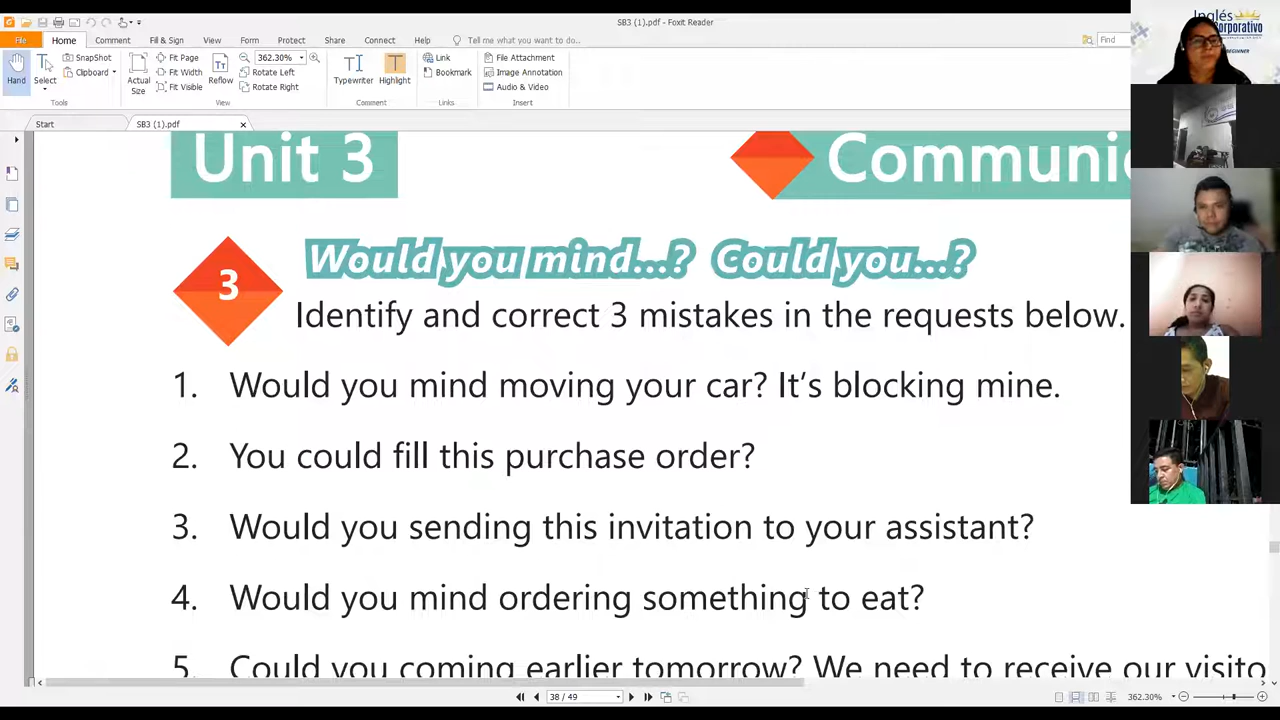 SB3 (1).pdf - Foxit Reader
File Home Comment Fill & Sign View Form Protect Share Connect Help Tell me what you want to do...
Find
Hand
Select
SnapShot
Clipboard
Actual Size
Fit Page
Fit Width
Fit Visible
Reflow
362.30%
Rotate Left
Rotate Right
Typewriter
Highlight
Link
Bookmark
File Attachment
Image Annotation
Audio & Video
Tools
View
Comment
Links
Insert
Start
SB3 (1).pdf
Inglés
Corporativo
Unit 3
Communi
3
Would you mind...? Could you...?
Identify and correct 3 mistakes in the requests below.
1. Would you mind moving your car? It's blocking mine.
2. You could fill this purchase order?
3. Would you sending this invitation to your assistant?
4. Would you mind ordering something to eat?
5. Could you coming earlier tomorrow? We need to receive our visito
38 / 49
362.30%